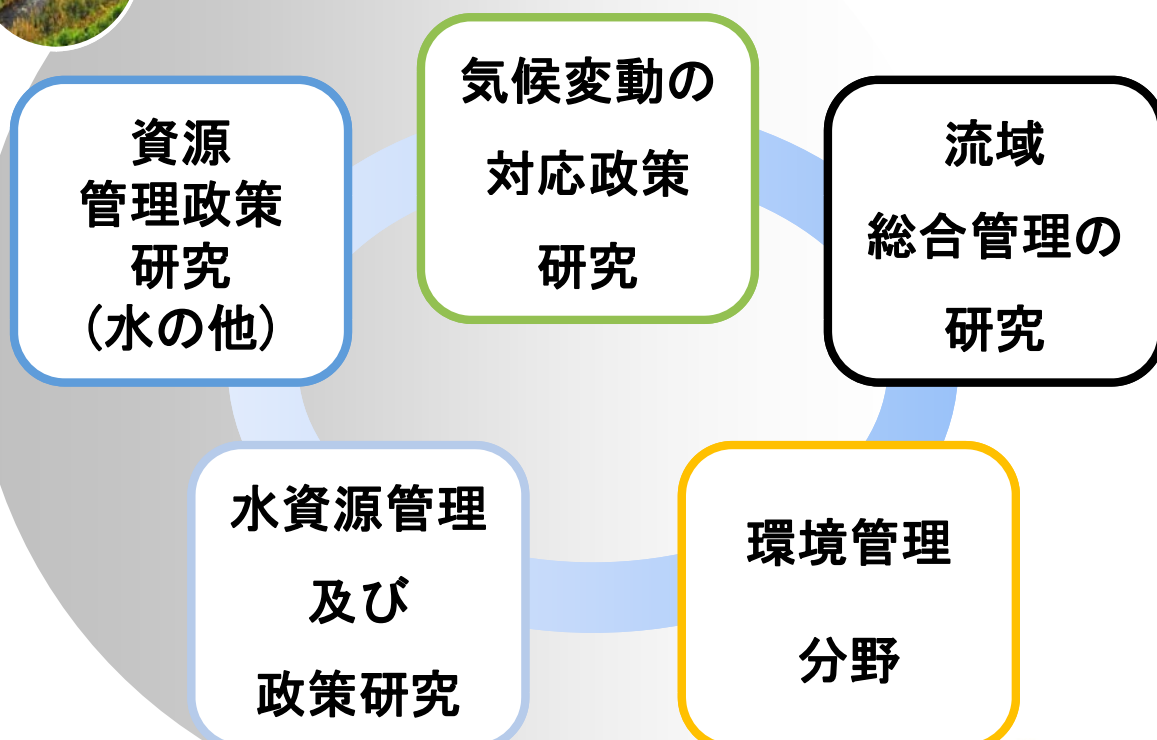 気候変動の
対応政策
研究
資源
管理政策
研究
（水の他）
流域
総合管理の
研究
水資源管理
及び
政策研究
環境管理
分野